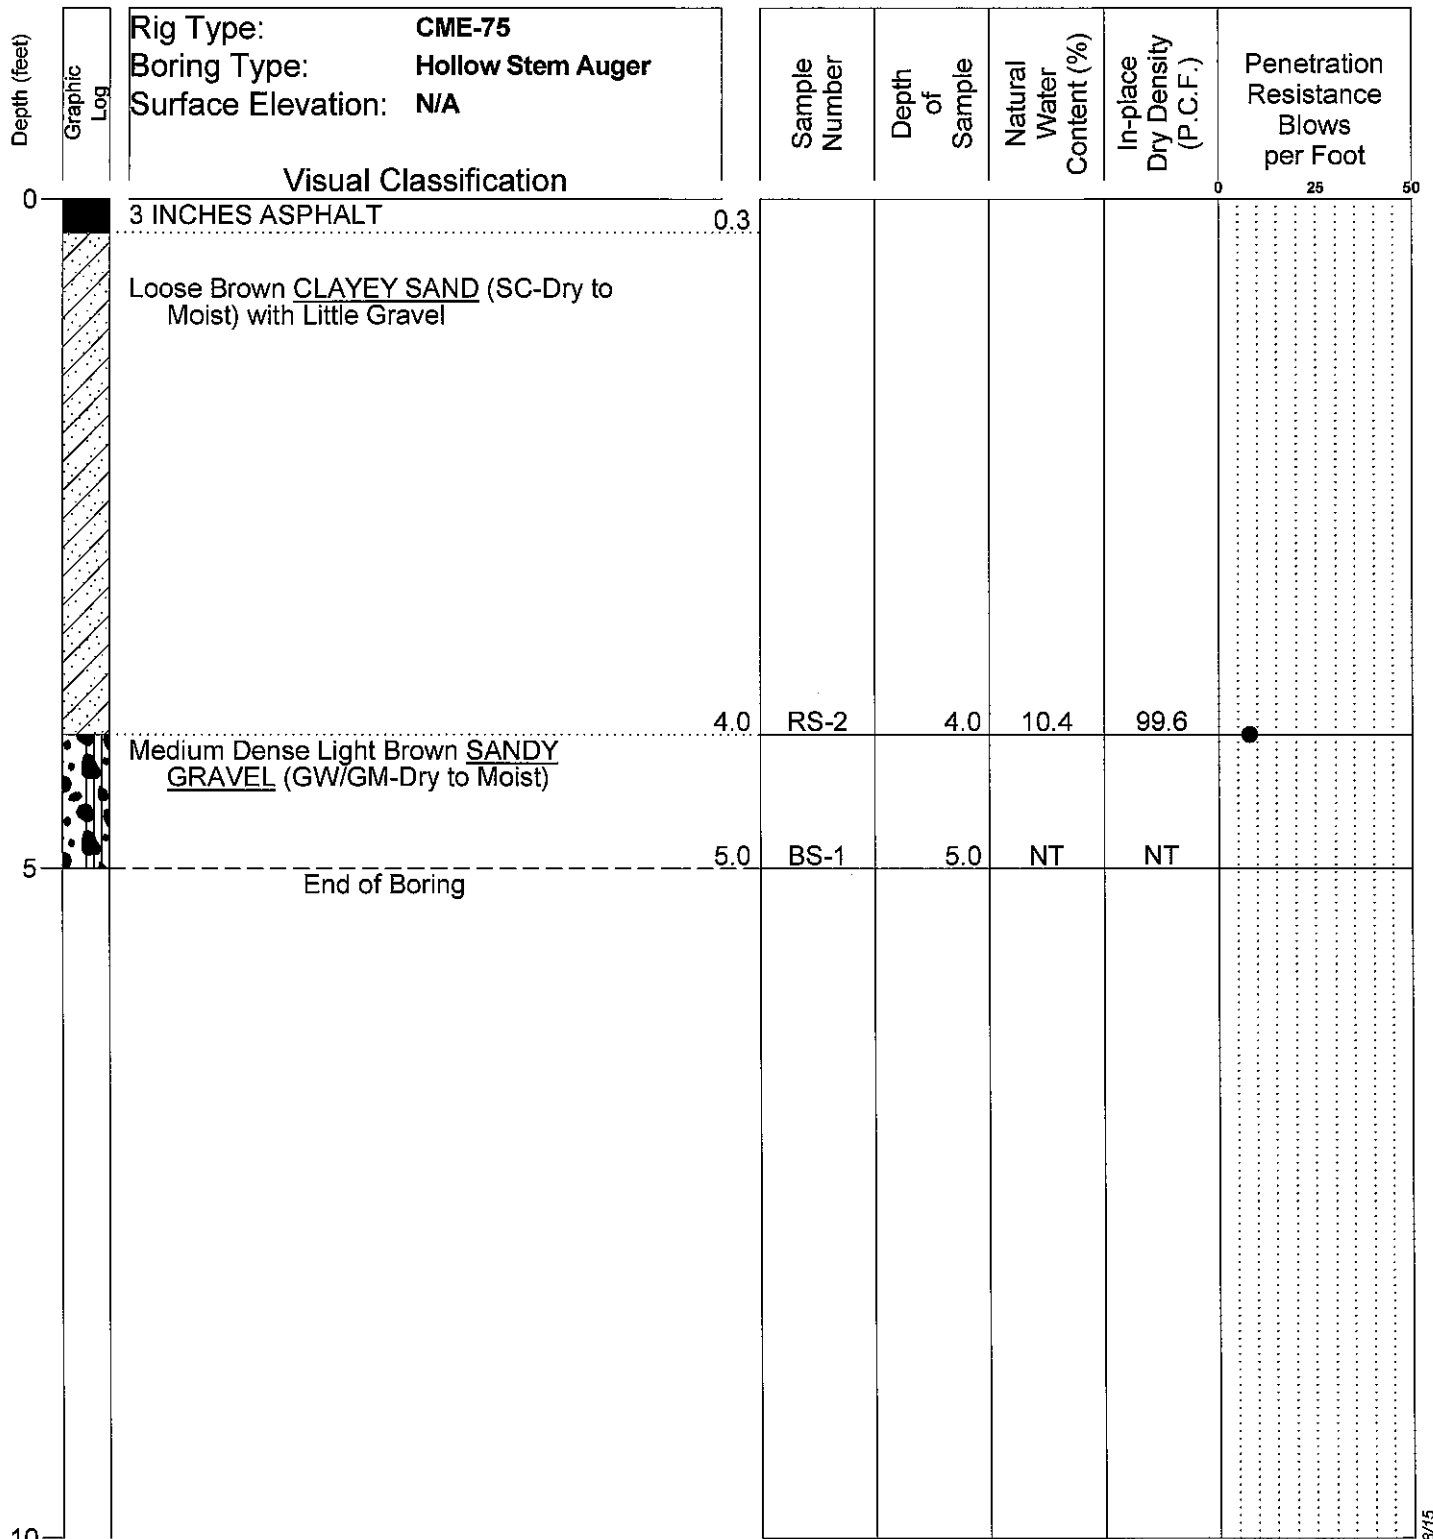 Depth (feet)
Graphic
Log
Rig Type: CME-75
Boring Type: Hollow Stem Auger
Surface Elevation: N/A
Visual Classification
Sample
Number
Depth
of
Sample
Natural
Water
Content (%)
In-place
Dry Density
(P.C.F.)
Penetration
Resistance
Blows
per Foot
0 25 50
0
3 INCHES ASPHALT 0.3
Loose Brown CLAYEY SAND (SC-Dry to
Moist) with Little Gravel
4.0 RS-2 4.0 10.4 99.6
Medium Dense Light Brown SANDY
GRAVEL (GW/GM-Dry to Moist)
5.0 BS-1 5.0 NT NT
5
End of Boring
10